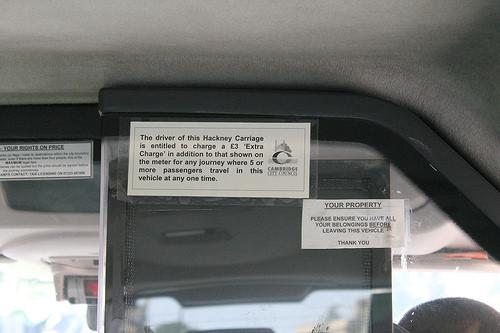 YOUR RIGHTS ON PRICE
The driver of this Hackney Carriage
is entitled to charge a £3 'Extra
Charge' in addition to that shown on
the meter for any journey where 5 or
more passengers travel in this
vehicle at any one time.
CAMBRIDGE
CITY COUNCIL
YOUR PROPERTY
PLEASE ENSURE YOU HAVE ALL
YOUR BELONGINGS BEFORE
LEAVING THIS VEHICLE
THANK YOU